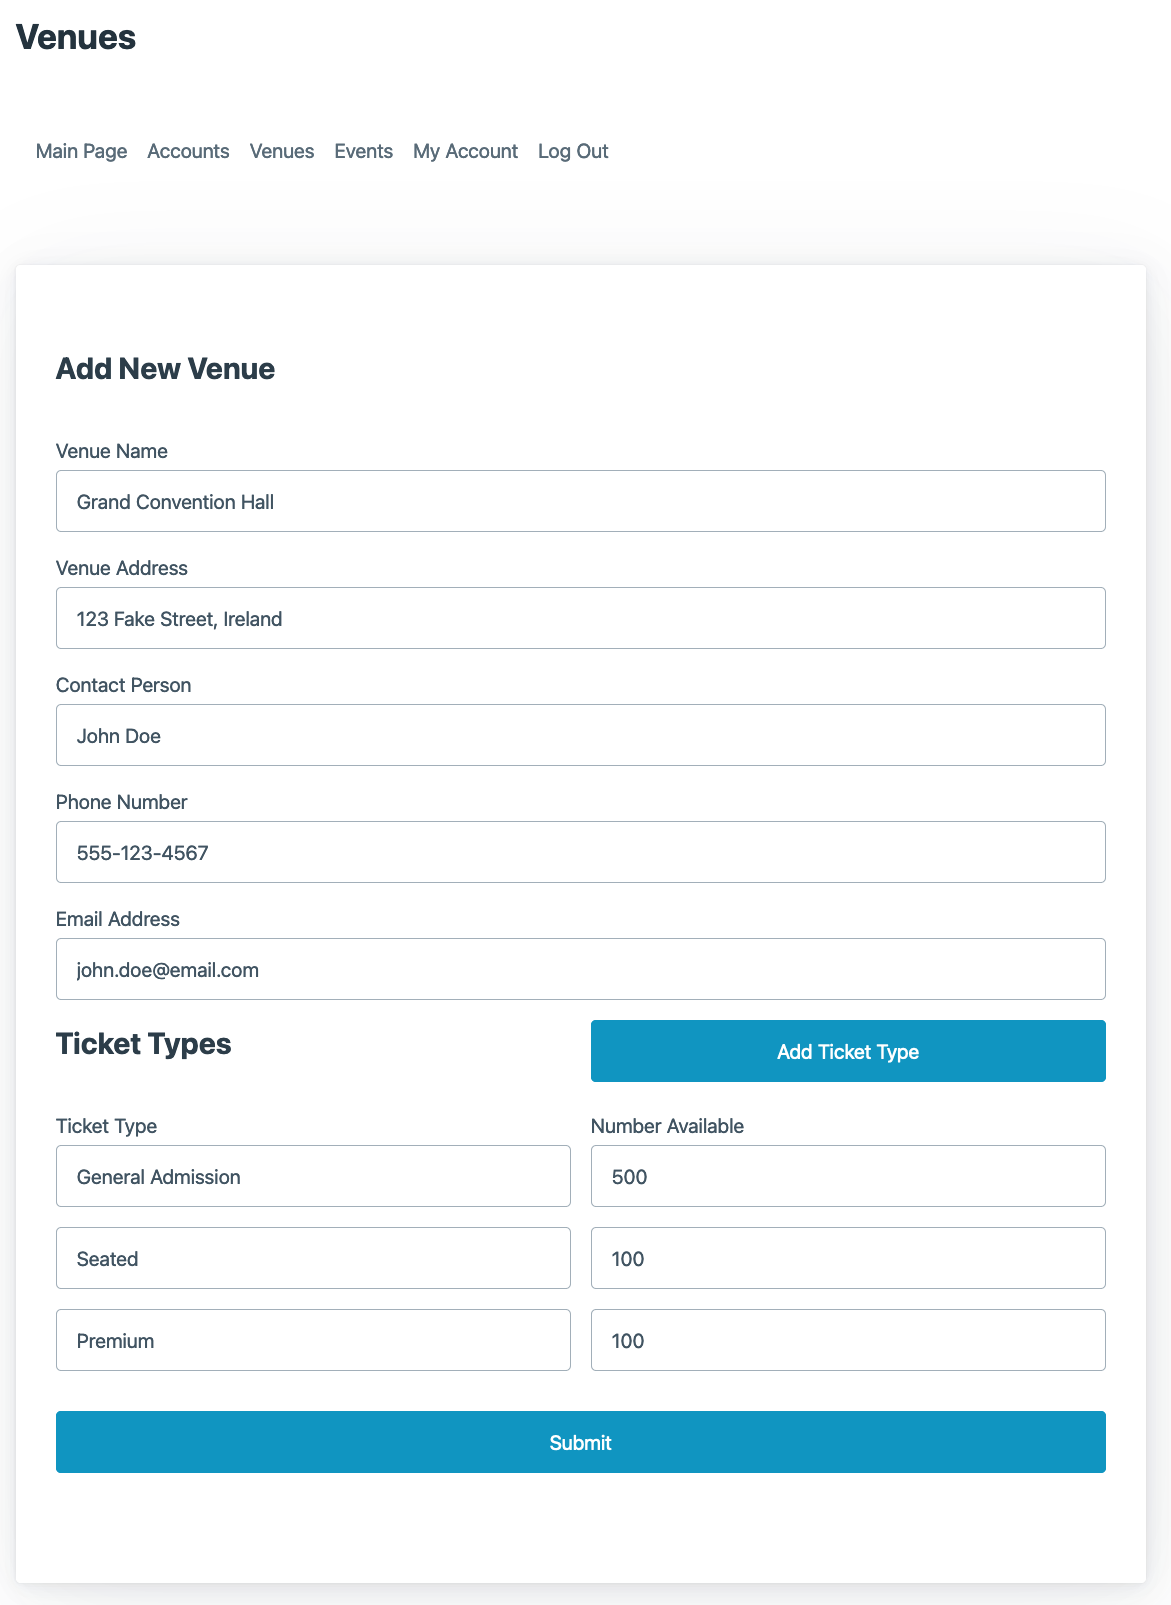 Venues
Main Page Accounts Venues Events My Account Log Out
Add New Venue
Venue Name
Grand Convention Hall
Venue Address
123 Fake Street, Ireland
Contact Person
John Doe
Phone Number
555-123-4567
Email Address
john.doe@email.com
Ticket Types
Add Ticket Type
Ticket Type Number Available
General Admission 500
Seated 100
Premium 100
Submit